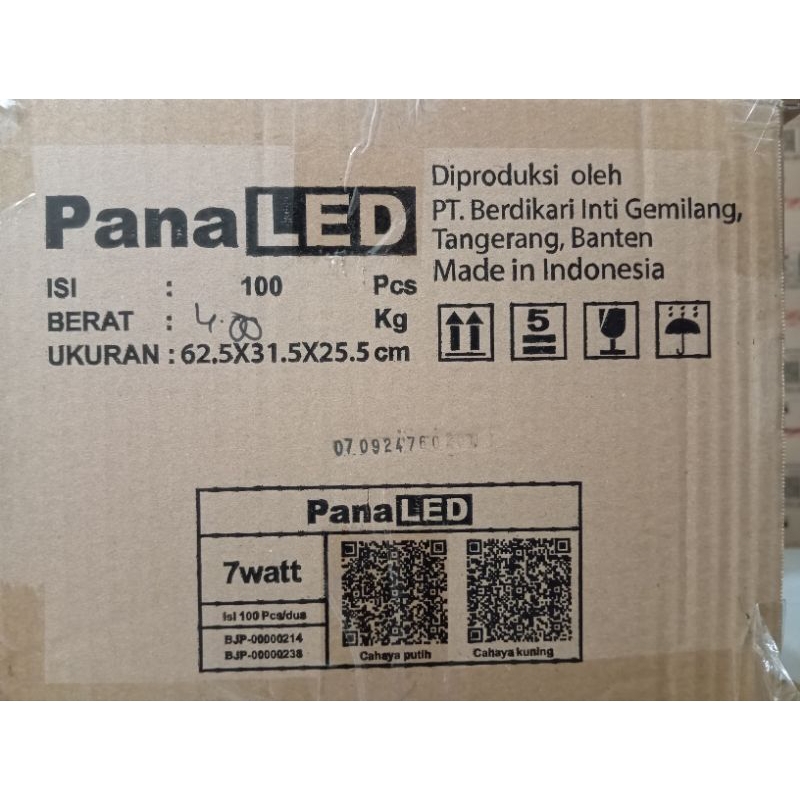 PanaLED
ISI : 100 Pcs
BERAT : 4.00 Kg
UKURAN : 62.5X31.5X25.5 cm
Diproduksi oleh
PT. Berdikari Inti Gemilang,
Tangerang, Banten
Made in Indonesia
5
07 0924760
PanaLED
7watt
Isi 100 Pcs/dus
BJP-00000214
BJP-00000238
Cahaya putih
Cahaya kuning